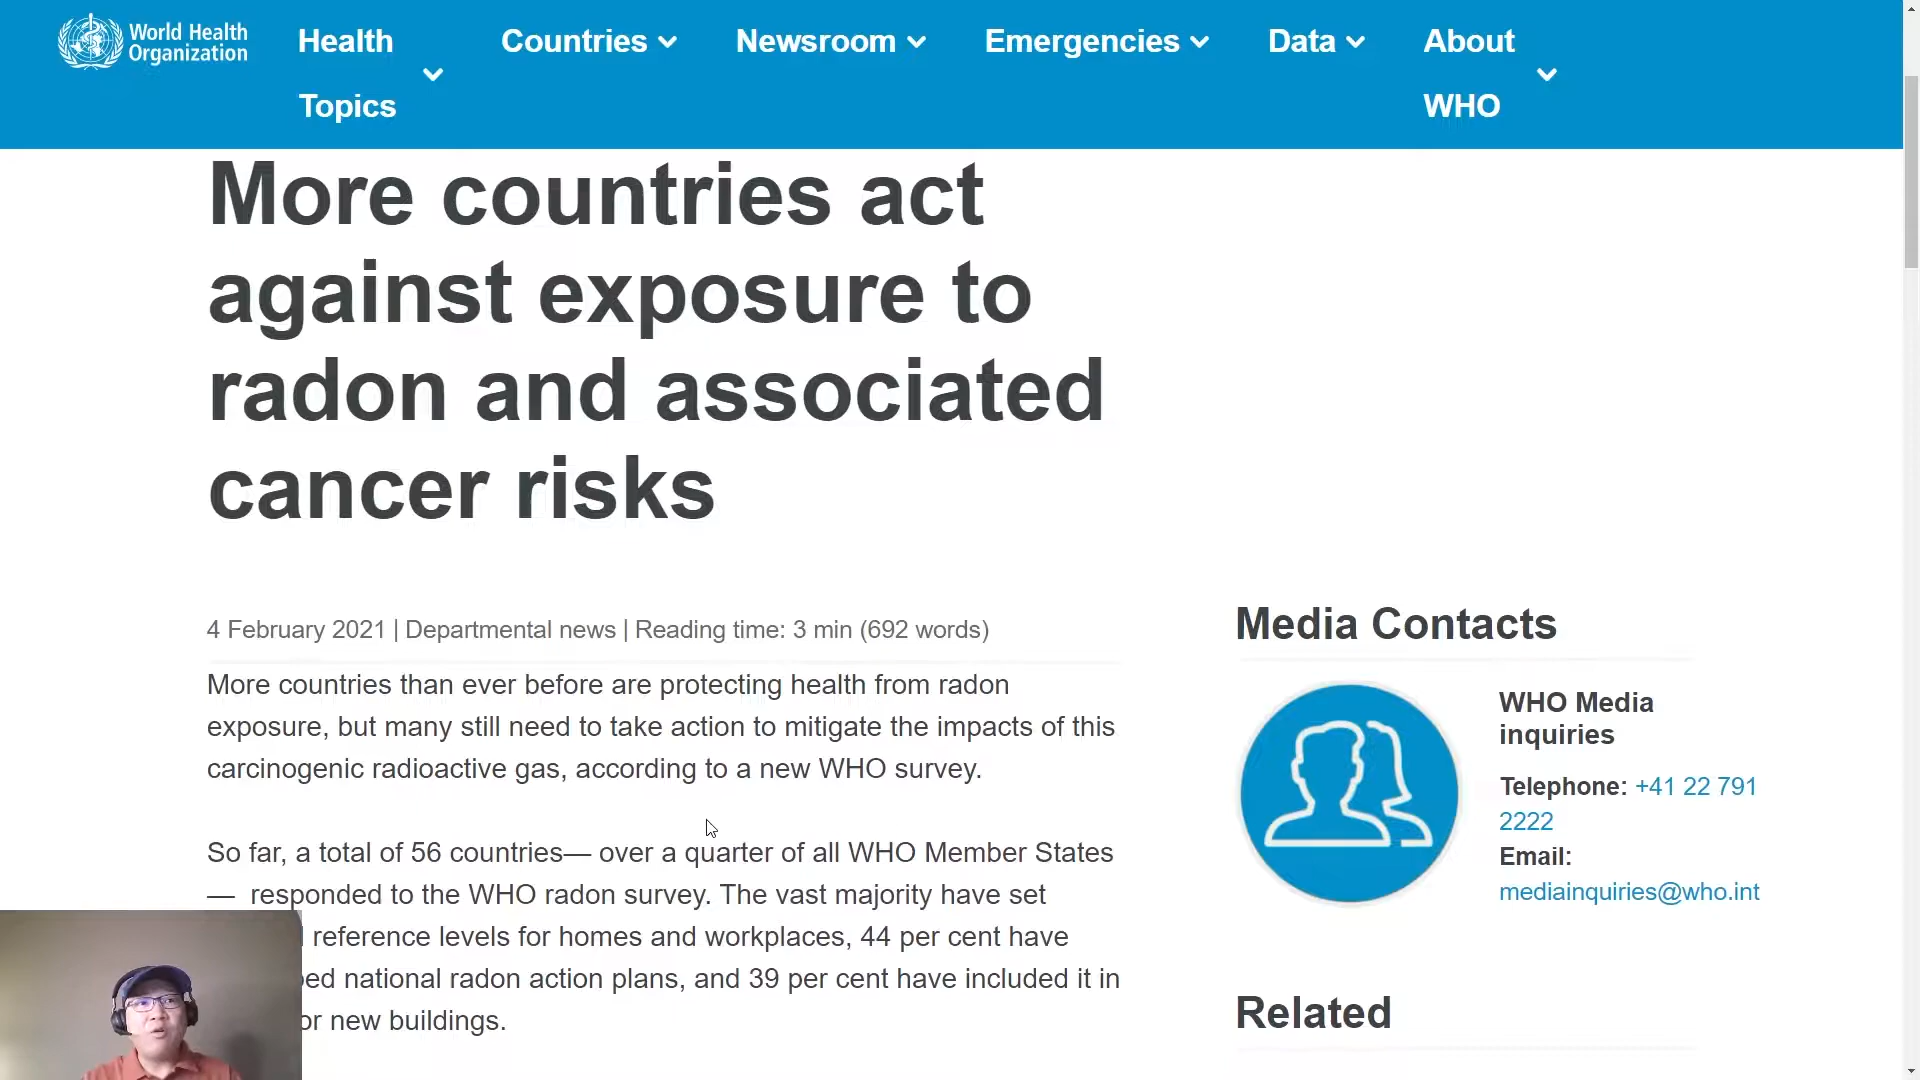 World Health
Organization
Health
Topics
Countries
Newsroom
Emergencies
Data
About
WHO
More countries act
against exposure to
radon and associated
cancer risks
4 February 2021 | Departmental news | Reading time: 3 min (692 words)
More countries than ever before are protecting health from radon
exposure, but many still need to take action to mitigate the impacts of this
carcinogenic radioactive gas, according to a new WHO survey.
So far, a total of 56 countries— over a quarter of all WHO Member States
— responded to the WHO radon survey. The vast majority have set
reference levels for homes and workplaces, 44 per cent have
national radon action plans, and 39 per cent have included it in
or new buildings.
Media Contacts
WHO Media
inquiries
Telephone: +41 22 791
2222
Email:
mediainquiries@who.int
Related